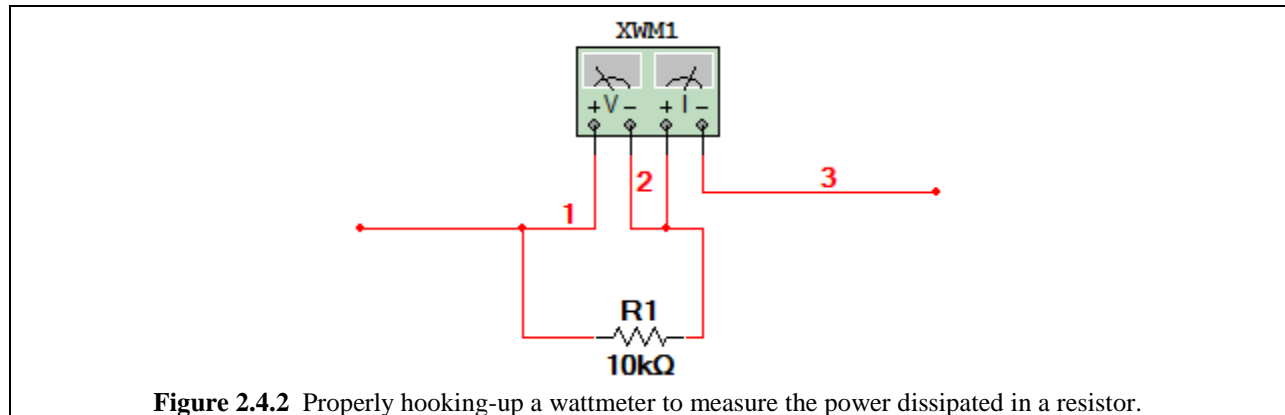 XWM1
+ V - + I -
1
2
3
R1
10kΩ
Figure 2.4.2 Properly hooking-up a wattmeter to measure the power dissipated in a resistor.